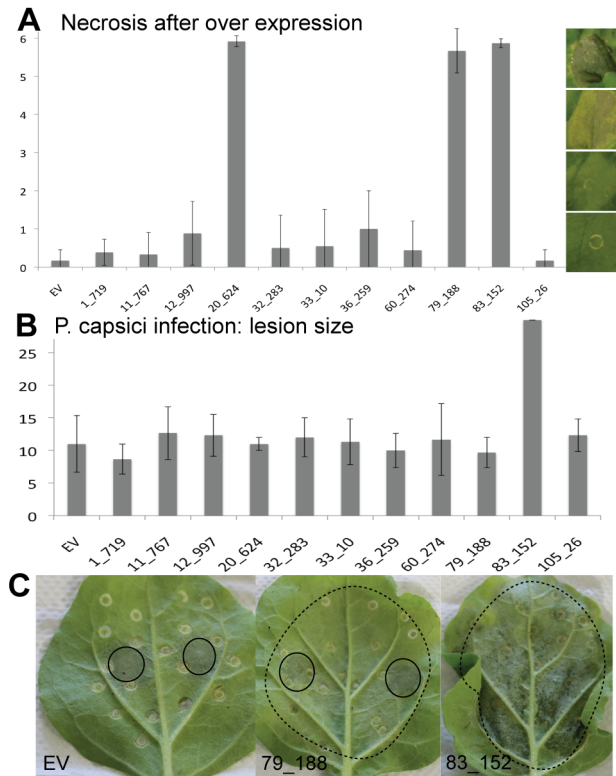 A Necrosis after over expression
6
5
4
3
2
1
0
EV 1_719 11_767 12_997 20_624 32_283 33_10 36_259 60_274 79_188 83_152 105_26
B P. capsici infection: lesion size
25
20
15
10
5
0
EV 1_719 11_767 12_997 20_624 32_283 33_10 36_259 60_274 79_188 83_152 105_26
C
EV 79_188 83_152